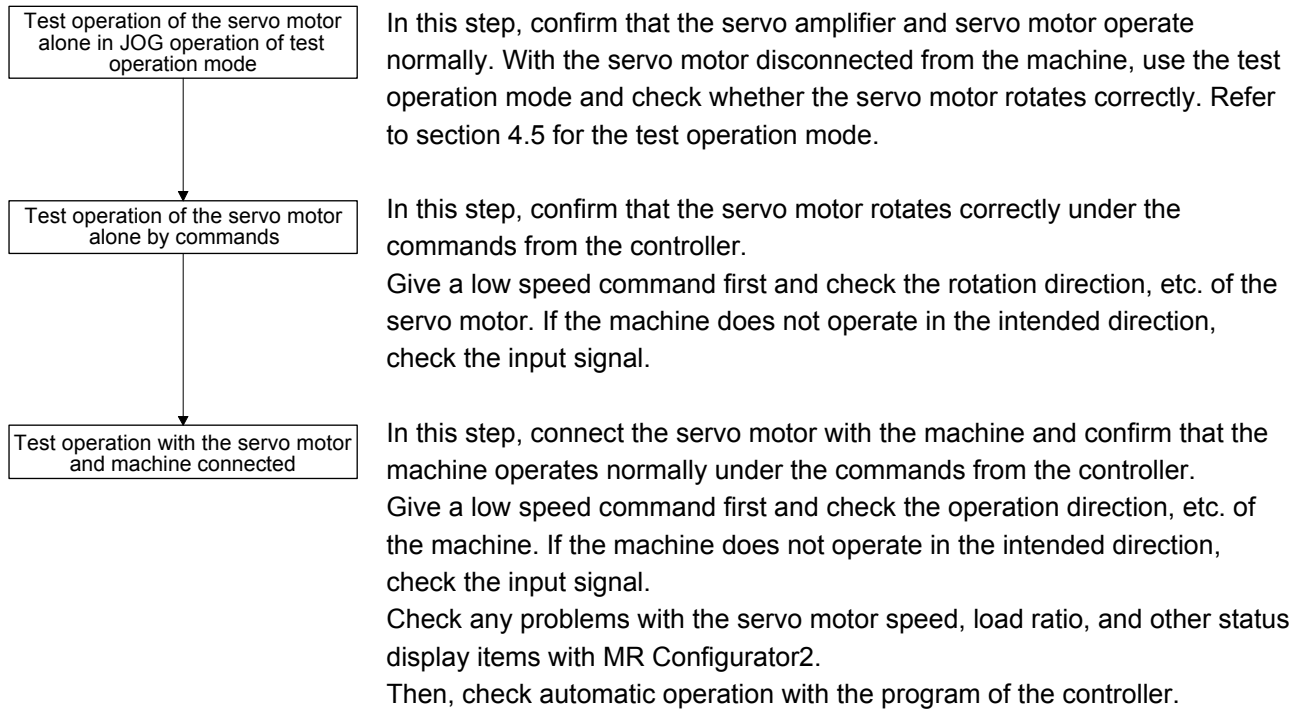 Test operation of the servo motor
alone in JOG operation of test
operation mode
In this step, confirm that the servo amplifier and servo motor operate
normally. With the servo motor disconnected from the machine, use the test
operation mode and check whether the servo motor rotates correctly. Refer
to section 4.5 for the test operation mode.
Test operation of the servo motor
alone by commands
In this step, confirm that the servo motor rotates correctly under the
commands from the controller.
Give a low speed command first and check the rotation direction, etc. of the
servo motor. If the machine does not operate in the intended direction,
check the input signal.
Test operation with the servo motor
and machine connected
In this step, connect the servo motor with the machine and confirm that the
machine operates normally under the commands from the controller.
Give a low speed command first and check the operation direction, etc. of
the machine. If the machine does not operate in the intended direction,
check the input signal.
Check any problems with the servo motor speed, load ratio, and other status
display items with MR Configurator2.
Then, check automatic operation with the program of the controller.